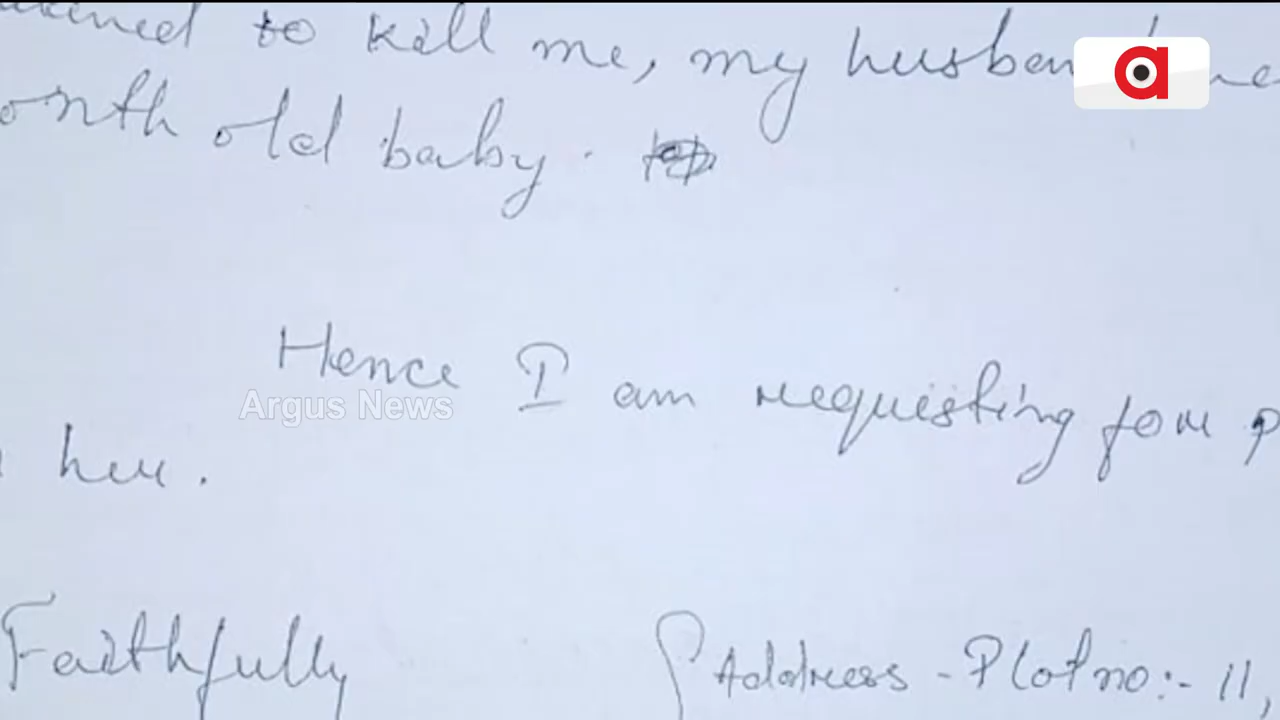 to kill me, my husban
onth old baby.
Hence I am requesting for p
Argus News
her.
Faithfully
Address - Plot no:- 11,